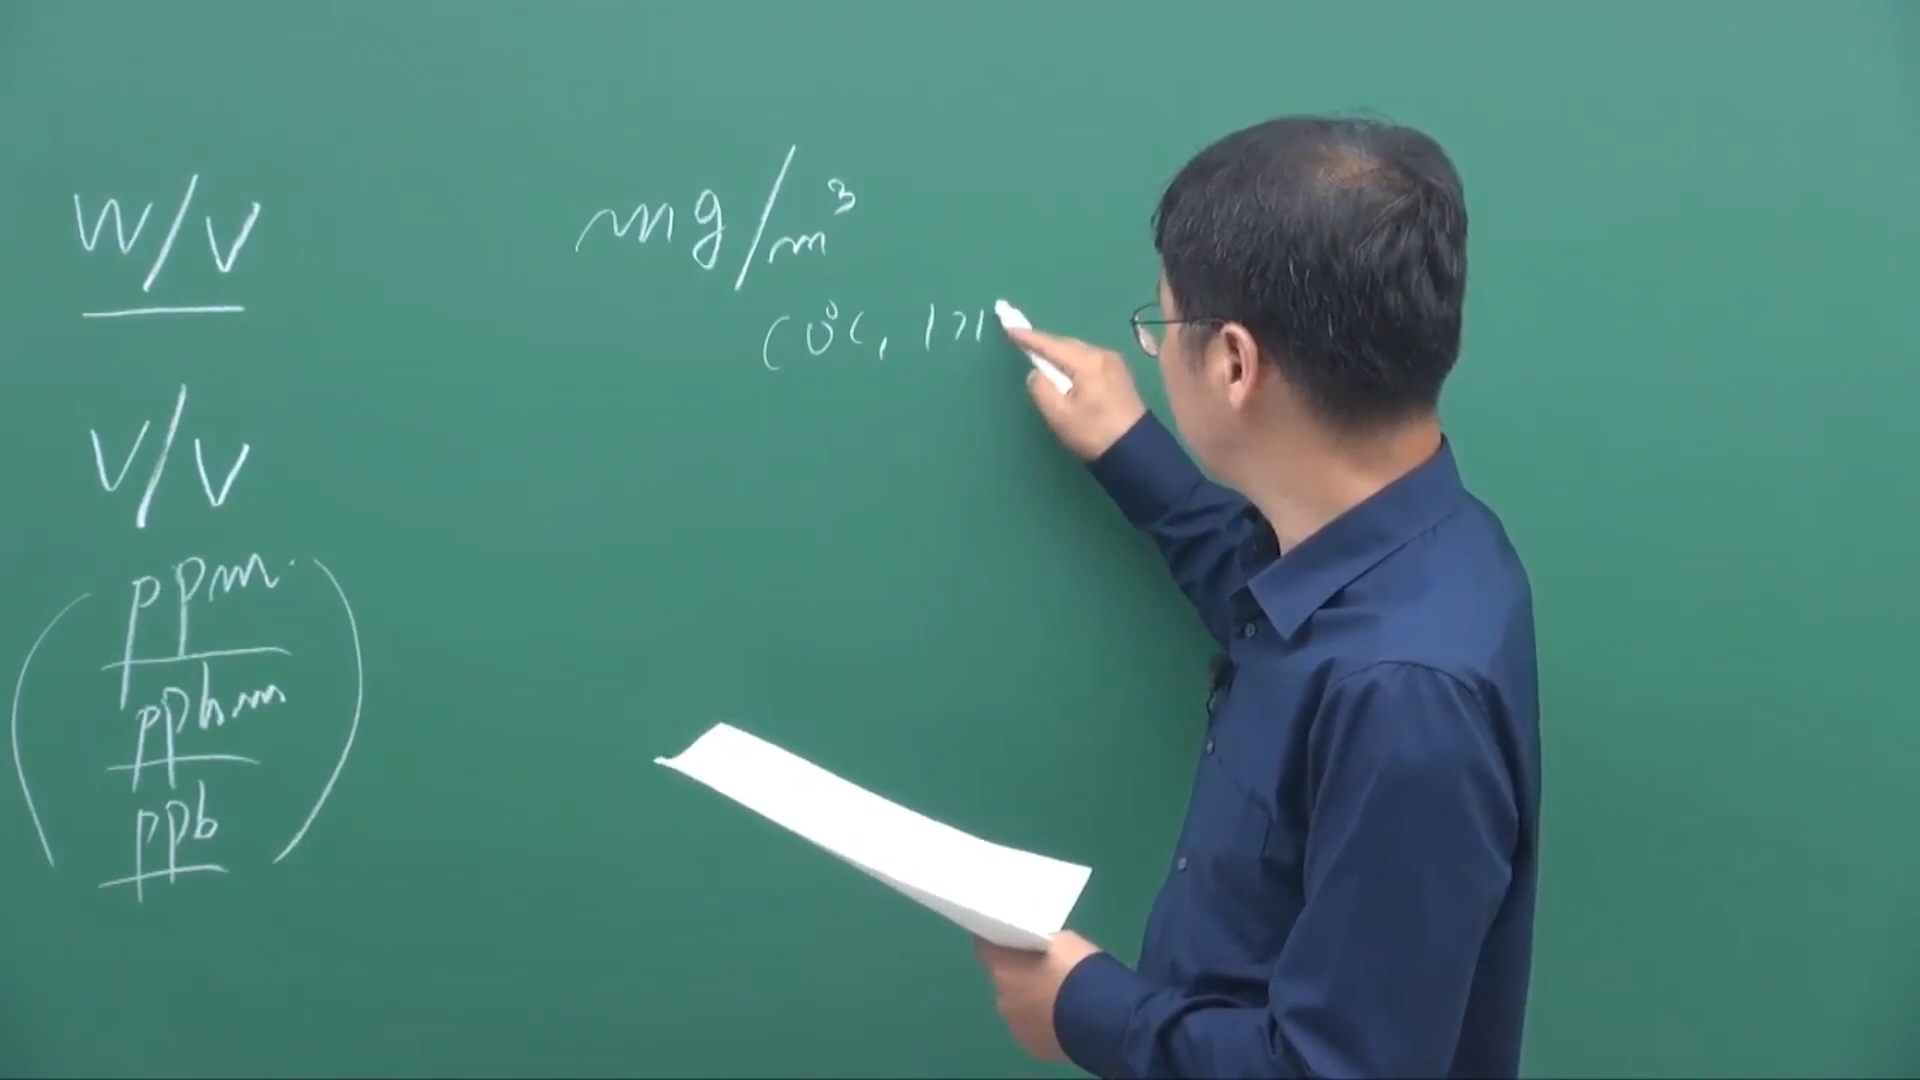 W/V
mg/m³
(0°C, 1기
V/V
ppm
pphm
ppb